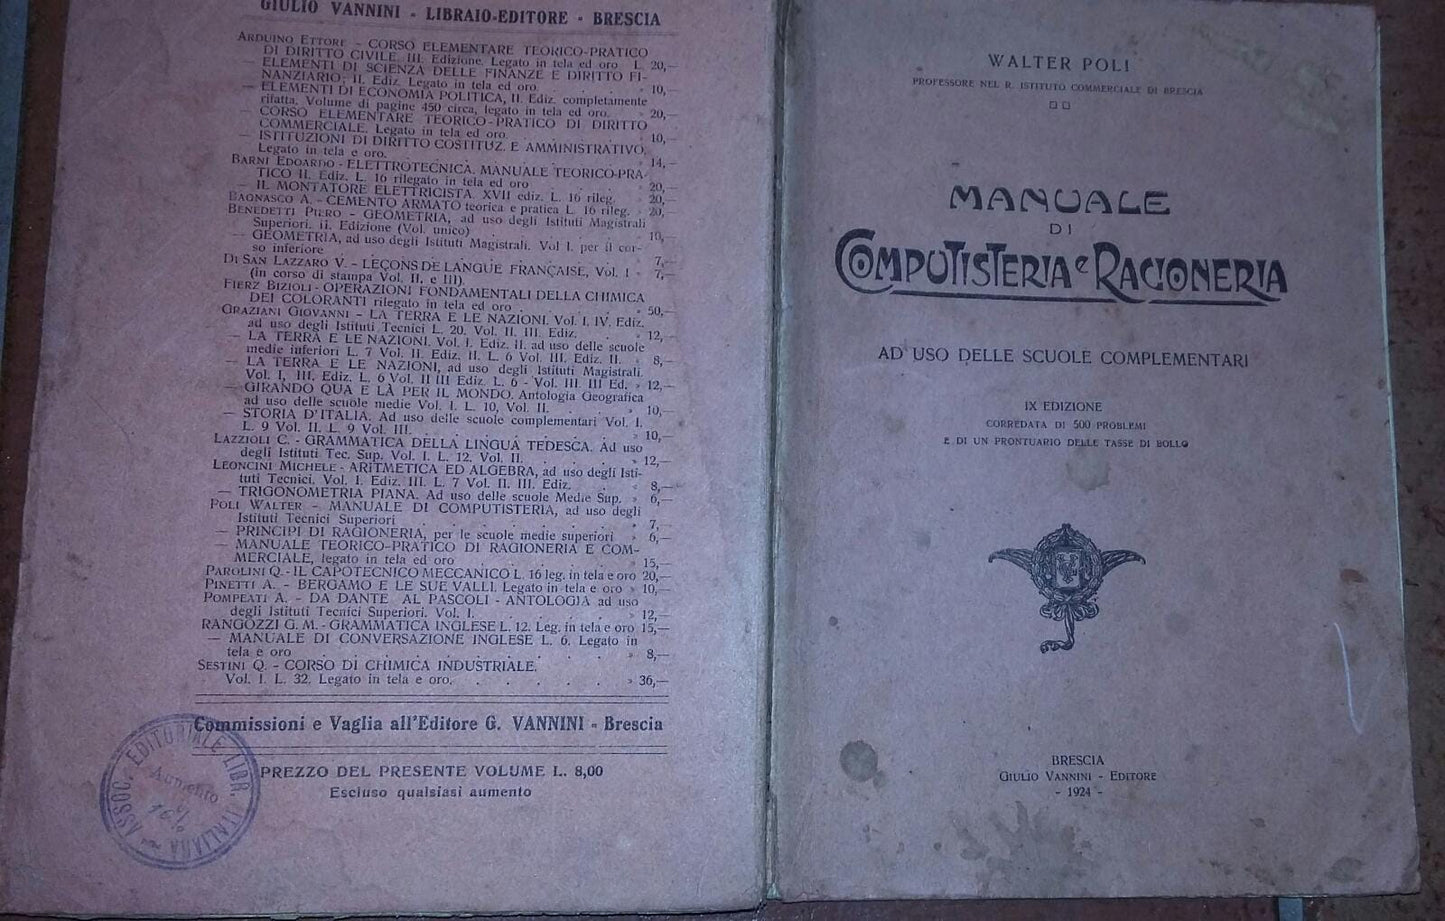 GIULIO VANNINI - LIBRAIO-EDITORE - BRESCIA
ARDUINO ETTORE - CORSO ELEMENTARE TEORICO-PRATICO
DI DIRITTO CIVILE. III. Edizione. Legato in tela ed oro L. 20,—
— ELEMENTI DI SCIENZA DELLE FINANZE E DIRITTO FI-
NANZIARIO; II. Ediz. Legato in tela ed oro . . . » 10,—
— ELEMENTI DI ECONOMIA POLITICA, II. Ediz. completamente
rifatta. Volume di pagine 450 circa, legato in tela ed oro. » 20,—
— CORSO ELEMENTARE TEORICO-PRATICO DI DIRITTO
COMMERCIALE. Legato in tela ed oro . . . . » 10,—
— ISTITUZIONI DI DIRITTO COSTITUZ. E AMMINISTRATIVO.
Legato in tela e oro. . . . . . . » 14,—
BARNI EDOARDO - ELETTROTECNICA. MANUALE TEORICO-PRA-
TICO II. Ediz. L. 16 rilegato in tela ed oro . . » 20,—
— IL MONTATORE ELETTRICISTA. XVII ediz. L. 16 rileg. » 20,—
BAGNASCO A. - CEMENTO ARMATO teorica e pratica L. 16 rileg. » 20,—
BENEDETTI PIERO - GEOMETRIA, ad uso degli Istituti Magistrali
Superiori. II. Edizione (Vol. unico) . . . . 10,—
— GEOMETRIA, ad uso degli Istituti Magistrali. Vol I. per il cor-
so inferiore . . . . . . . . 7,—
DI SAN LAZZARO V. - LEÇONS DE LANGUE FRANÇAISE, Vol. I » 7,—
(in corso di stampa Vol. II, e III).
FIERZ BIZIOLI - OPERAZIONI FONDAMENTALI DELLA CHIMICA
DEI COLORANTI rilegato in tela ed oro . . . » 50,—
GRAZIANI GIOVANNI - LA TERRA E LE NAZIONI. Vol. I. IV. Ediz.
ad uso degli Istituti Tecnici L. 20. Vol. II, III. Ediz. . » 12,—
— LA TERRA E LE NAZIONI. Vol. I. Ediz. II. ad uso delle scuole
medie inferiori L. 7 Vol. II. Ediz. II. L. 6 Vol. III. Ediz. II. » 8,—
— LA TERRA E LE NAZIONI, ad uso degli Istituti Magistrali.
Vol. I, III. Ediz. L. 6 Vol. II III Ediz. L. 6 - Vol. III. III Ed. » 12,—
— GIRANDO QUA E LÀ PER IL MONDO. Antologia Geografica
ad uso delle scuole medie Vol. I. L. 10, Vol. II. . . » 10,—
— STORIA D'ITALIA. Ad uso delle scuole complementari Vol. I.
L. 9 Vol. II. L. 9 Vol. III. . . . . . » 10,—
LAZZIOLI C. - GRAMMATICA DELLA LINGUA TEDESCA. Ad uso
degli Istituti Tec. Sup. Vol. I. L. 12. Vol. II. . . » 12,—
LEONCINI MICHELE - ARITMETICA ED ALGEBRA, ad uso degli Isti-
tuti Tecnici. Vol. I. Ediz. III. L. 7 Vol. II. III. Ediz. . « 8,—
— TRIGONOMETRIA PIANA. Ad uso delle scuole Medie Sup. » 6,—
POLI WALTER - MANUALE DI COMPUTISTERIA, ad uso degli
Istituti Tecnici Superiori . . . . . » 7,—
— PRINCIPI DI RAGIONERIA, per le scuole medie superiori » 6,—
— MANUALE TEORICO-PRATICO DI RAGIONERIA E COM-
MERCIALE, legato in tela ed oro . . . . » 15,—
PAROLINI Q. - IL CAPOTECNICO MECCANICO L. 16 leg. in tela e oro 20,—
PINETTI A. - BERGAMO E LE SUE VALLI. Legato in tela e oro » 10,—
POMPEATI A. - DA DANTE AL PASCOLI - ANTOLOGIA ad uso
degli Istituti Tecnici Superiori. Vol. I. . . . . » 12,—
RANGOZZI G. M. - GRAMMATICA INGLESE L. 12. Leg. in tela e oro 15,—
— MANUALE DI CONVERSAZIONE INGLESE L. 6. Legato in
tela e oro . . . . . . . . » 8,—
SESTINI Q. - CORSO DI CHIMICA INDUSTRIALE.
Vol. I. L. 32. Legato in tela e oro. . . . . . » 36,—
Commissioni e Vaglia all'Editore G. VANNINI - Brescia
PREZZO DEL PRESENTE VOLUME L. 8,00
Escluso qualsiasi aumento
ASSOC. EDITORIALE LIBR. ITALIANA
Aumento
WALTER POLI
PROFESSORE NEL R. ISTITUTO COMMERCIALE DI BRESCIA
MANUALE
DI
COMPUTISTERIA e RAGIONERIA
AD USO DELLE SCUOLE COMPLEMENTARI
IX EDIZIONE
CORREDATA DI 500 PROBLEMI
E DI UN PRONTUARIO DELLE TASSE DI BOLLO
BRESCIA
GIULIO VANNINI - EDITORE
- 1924 -